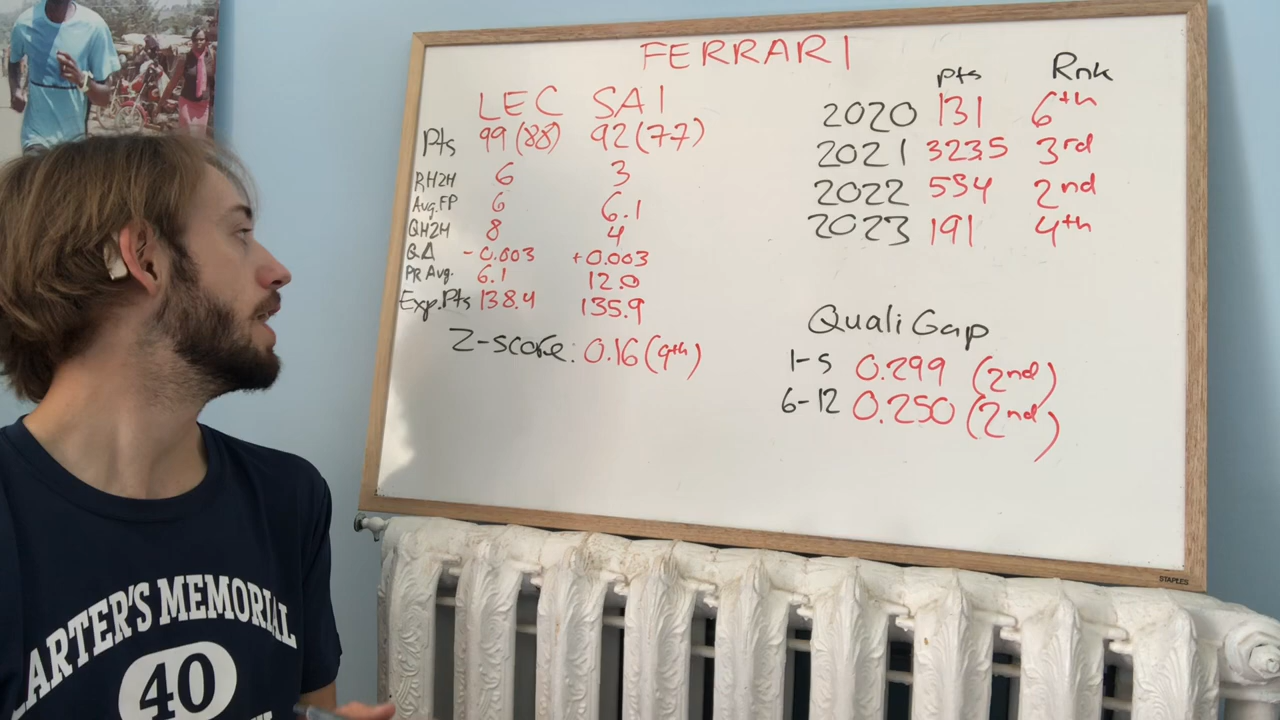 FERRARI
LEC SAI
Pts 99(88) 92(77)
RH2H 6 3
Avg.FP 6 6.1
QH2H 8 4
QΔ -0.003 +0.003
PR Avg. 6.1 12.0
Exp.Pts 138.4 135.9
Z-score: 0.16(9th)
pts Rnk
2020 131 6th
2021 323.5 3rd
2022 554 2nd
2023 191 4th
Quali Gap
1-5 0.299 (2nd)
6-12 0.250 (2nd)
STAPLES
ARTER'S MEMORIAL
40